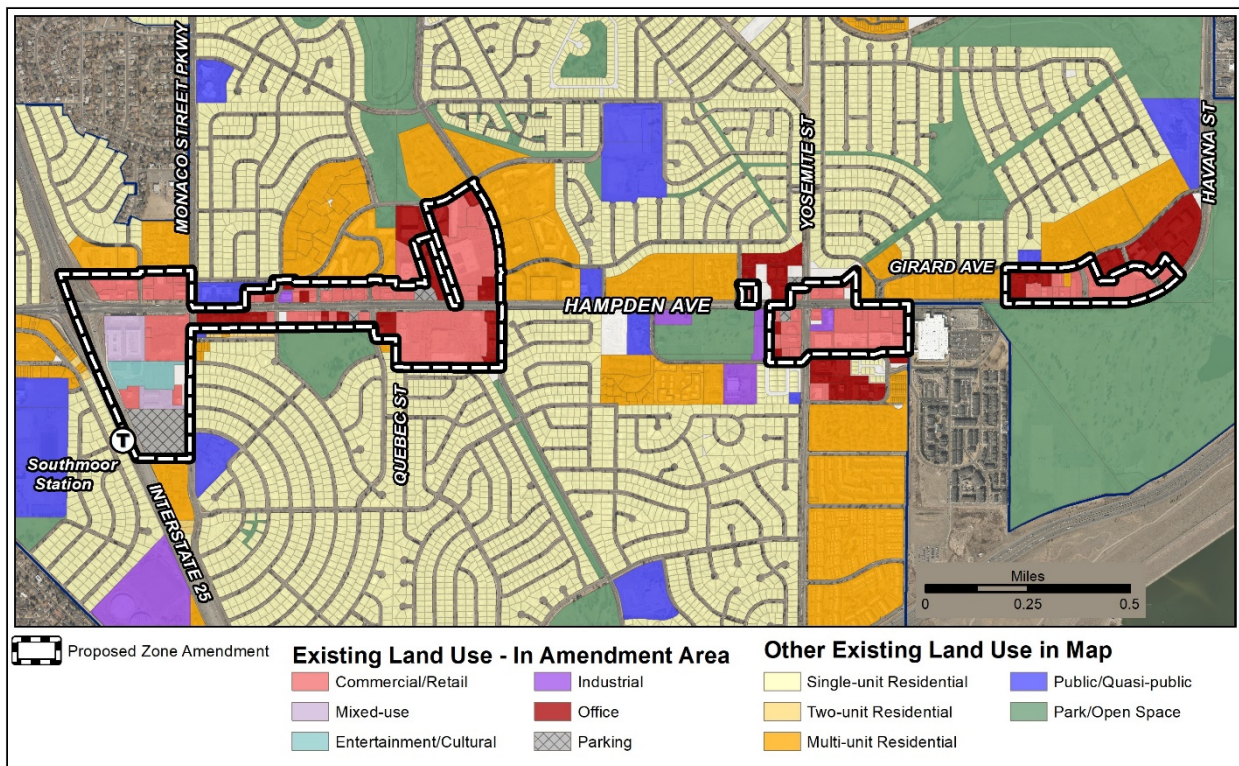 MONACO STREET PKWY
YOSEMITE ST
HAVANA ST
GIRARD AVE
HAMPDEN AVE
QUEBEC ST
T
Southmoor
Station
INTERSTATE 25
Miles
0 0.25 0.5
Proposed Zone Amendment
Existing Land Use - In Amendment Area
Commercial/Retail
Mixed-use
Entertainment/Cultural
Industrial
Office
Parking
Other Existing Land Use in Map
Single-unit Residential
Two-unit Residential
Multi-unit Residential
Public/Quasi-public
Park/Open Space